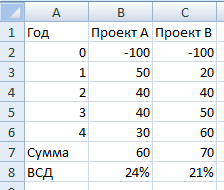 A B C
1 Год Проект А Проект В
2 0 -100 -100
3 1 50 20
4 2 40 40
5 3 40 50
6 4 30 60
7 Сумма 60 70
8 ВСД 24% 21%